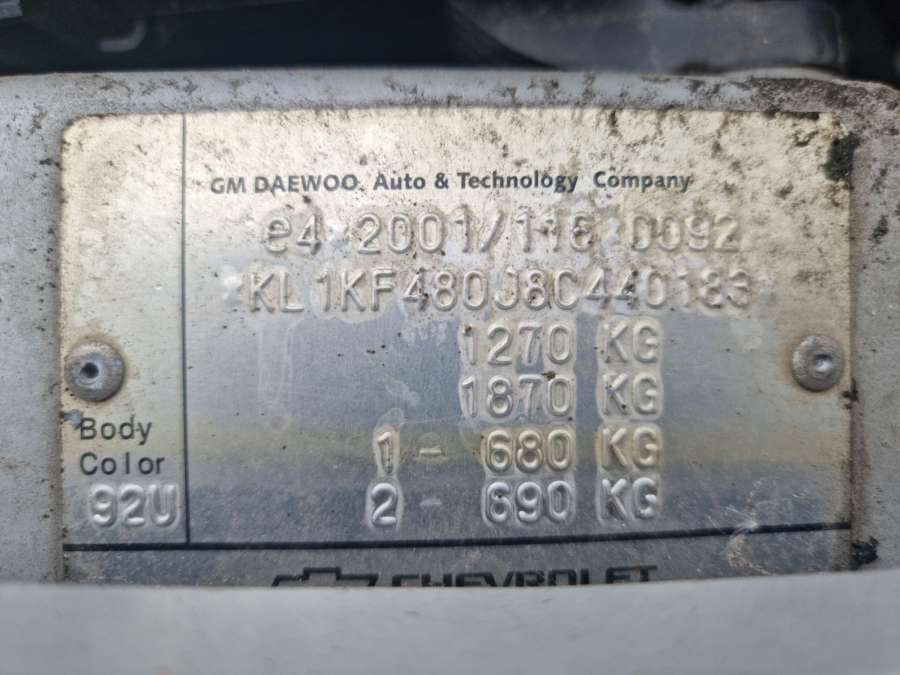 GM DAEWOO Auto & Technology Company
e4 2001/116 0092
KL1KF480J8C440183
1270 KG
1870 KG
1 - 680 KG
2 - 690 KG
Body
Color
92U
CHEVROLET